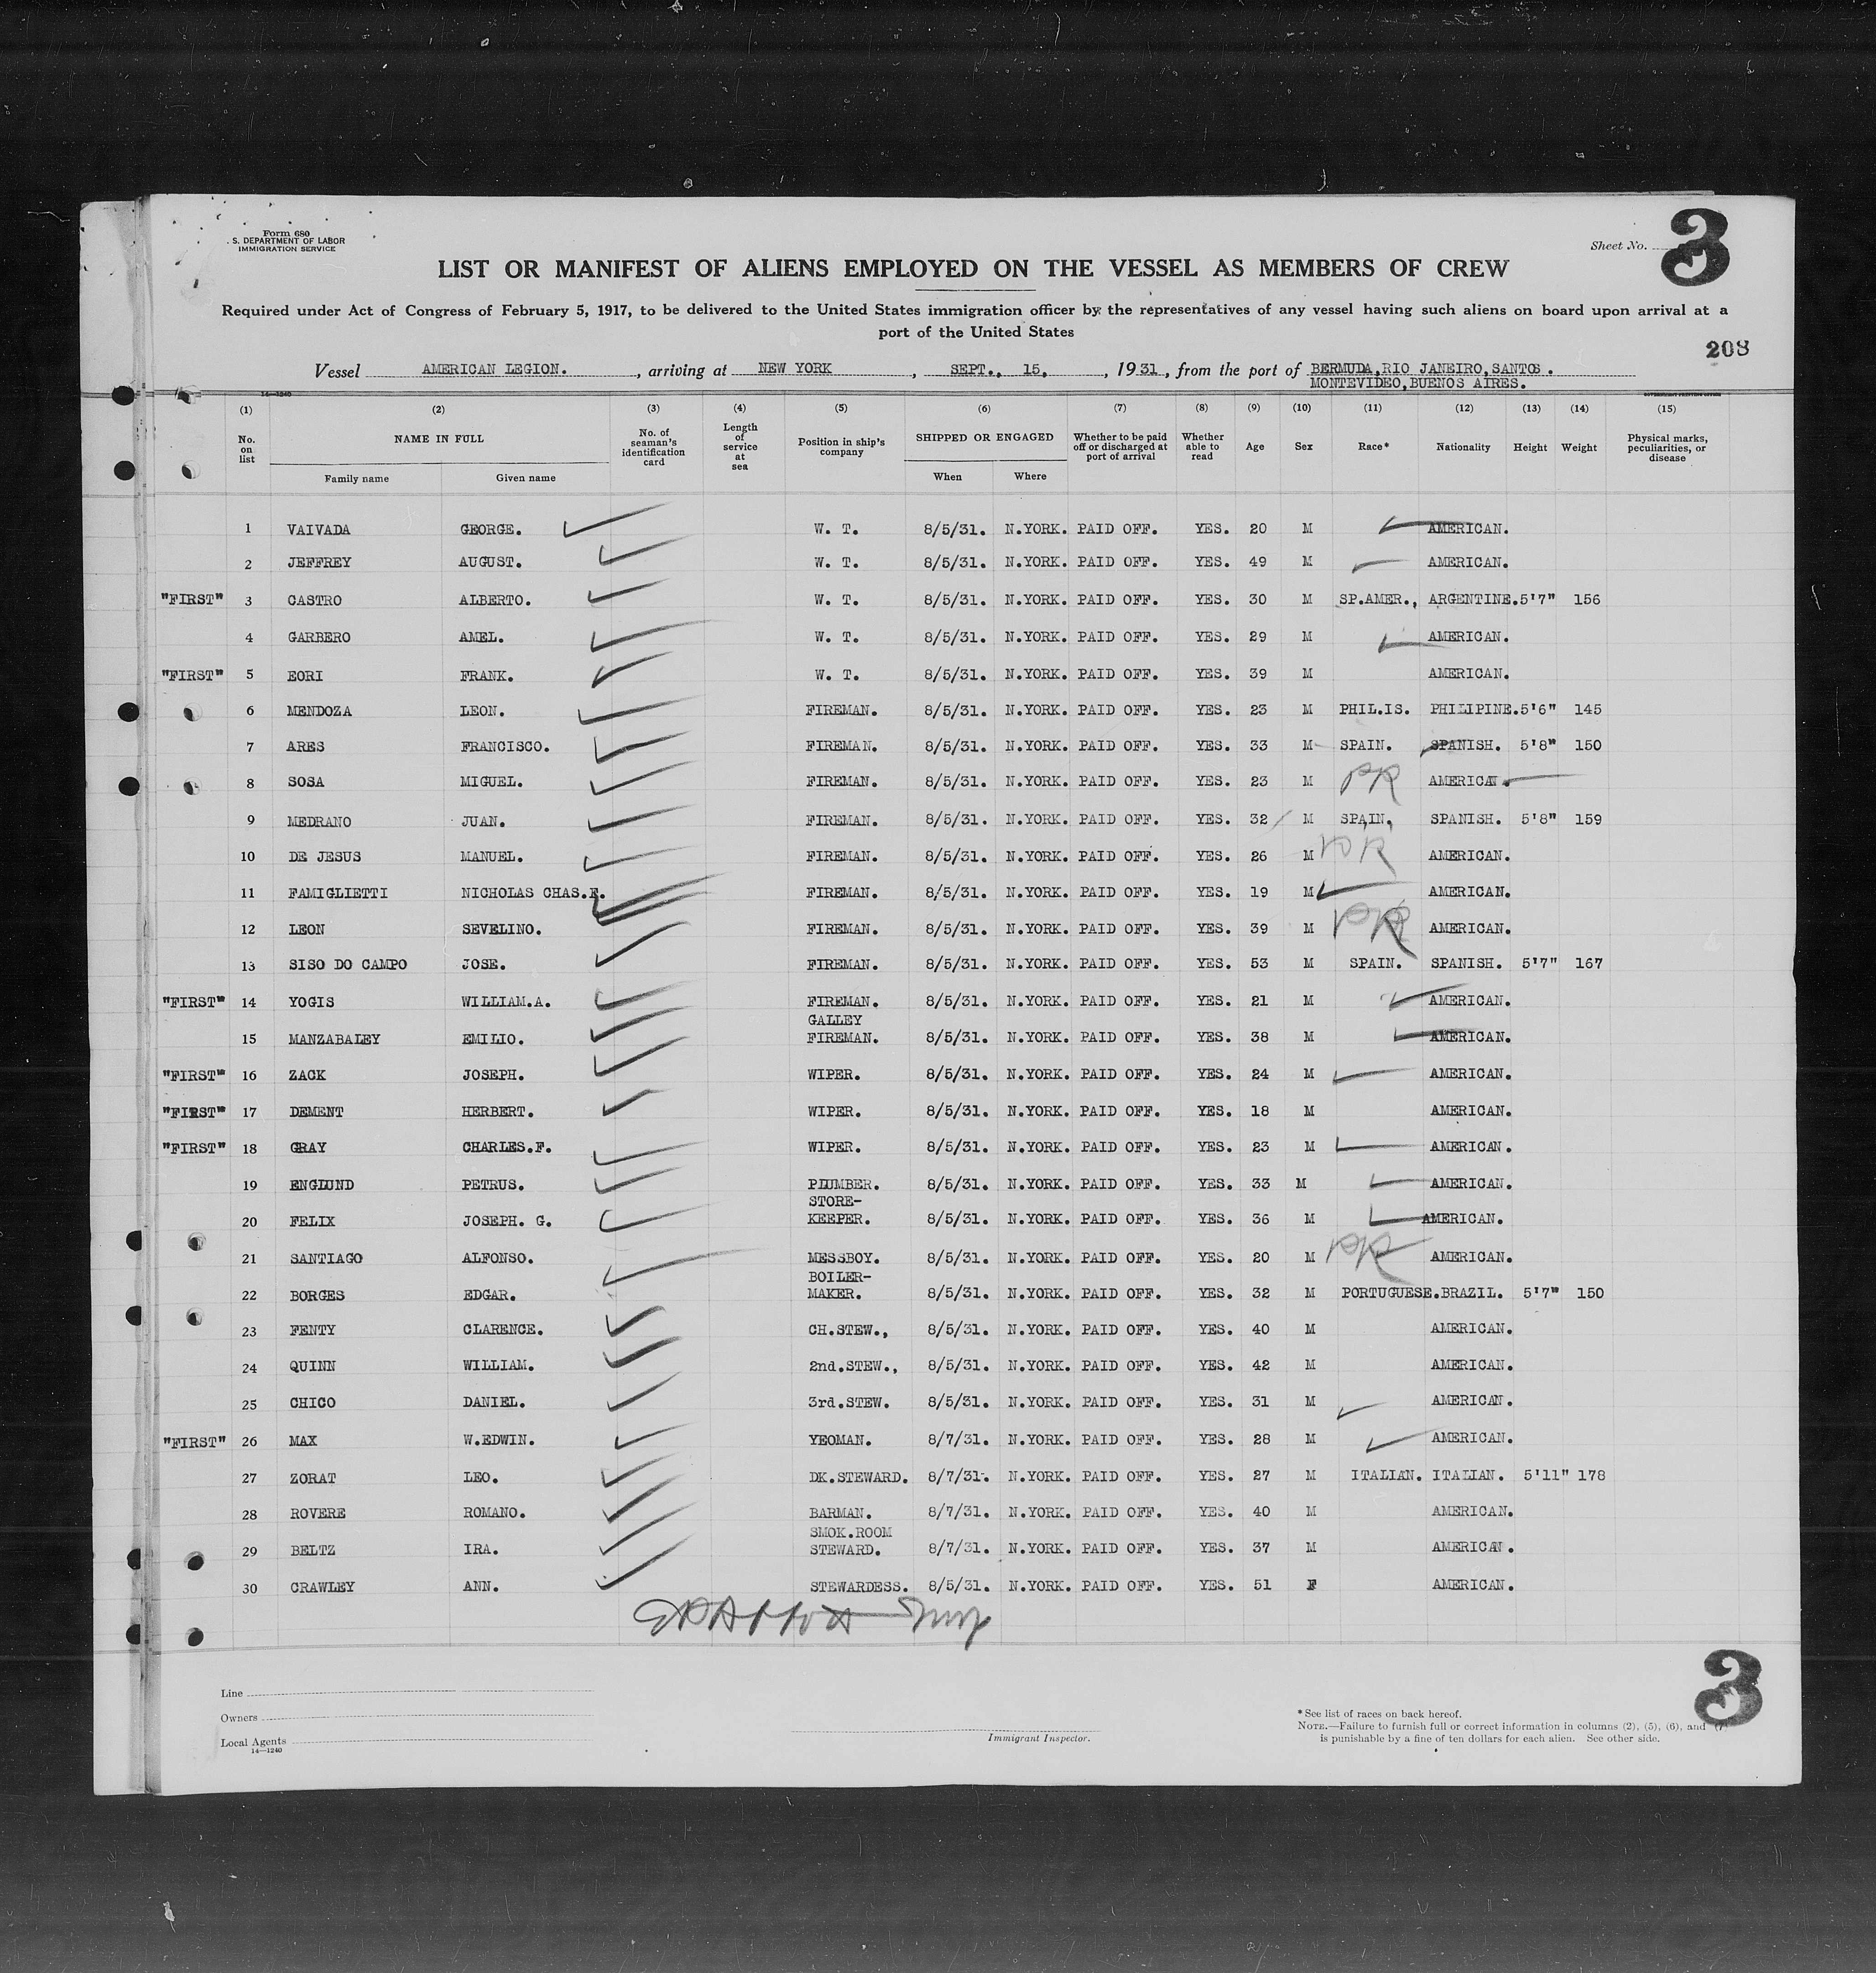 Form 680
. S. DEPARTMENT OF LABOR
IMMIGRATION SERVICE
Sheet No. 3
LIST OR MANIFEST OF ALIENS EMPLOYED ON THE VESSEL AS MEMBERS OF CREW
Required under Act of Congress of February 5, 1917, to be delivered to the United States immigration officer by the representatives of any vessel having such aliens on board upon arrival at a
port of the United States
208
Vessel AMERICAN LEGION. , arriving at NEW YORK , SEPT., 15, , 1931, from the port of BERMUDA,RIO JANEIRO,SANTOS.
MONTEVIDEO,BUENOS AIRES.
14—1240
(1) (2) (3) (4) (5) (6) (7) (8) (9) (10) (11) (12) (13) (14) (15)
No. on list NAME IN FULL Family name Given name No. of seaman's identification card Length of service at sea Position in ship's company SHIPPED OR ENGAGED When Where Whether to be paid off or discharged at port of arrival Whether able to read Age Sex Race* Nationality Height Weight Physical marks, peculiarities, or disease
1 VAIVADA GEORGE. W. T. 8/5/31. N.YORK. PAID OFF. YES. 20 M AMERICAN.
2 JEFFREY AUGUST. W. T. 8/5/31. N.YORK. PAID OFF. YES. 49 M AMERICAN.
"FIRST" 3 CASTRO ALBERTO. W. T. 8/5/31. N.YORK. PAID OFF. YES. 30 M SP.AMER., ARGENTINE. 5'7" 156
4 GARBERO AMEL. W. T. 8/5/31. N.YORK. PAID OFF. YES. 29 M AMERICAN.
"FIRST" 5 EORI FRANK. W. T. 8/5/31. N.YORK. PAID OFF. YES. 39 M AMERICAN.
6 MENDOZA LEON. FIREMAN. 8/5/31. N.YORK. PAID OFF. YES. 23 M PHIL.IS. PHILIPINE. 5'6" 145
7 ARES FRANCISCO. FIREMAN. 8/5/31. N.YORK. PAID OFF. YES. 33 M SPAIN. SPANISH. 5'8" 150
8 SOSA MIGUEL. FIREMAN. 8/5/31. N.YORK. PAID OFF. YES. 23 M PR AMERICAN.
9 MEDRANO JUAN. FIREMAN. 8/5/31. N.YORK. PAID OFF. YES. 32 M SPAIN, SPANISH. 5'8" 159
10 DE JESUS MANUEL. FIREMAN. 8/5/31. N.YORK. PAID OFF. YES. 26 M PR AMERICAN.
11 FAMIGLIETTI NICHOLAS CHAS.F. FIREMAN. 8/5/31. N.YORK. PAID OFF. YES. 19 M AMERICAN.
12 LEON SEVELINO. FIREMAN. 8/5/31. N.YORK. PAID OFF. YES. 39 M PR AMERICAN.
13 SISO DO CAMPO JOSE. FIREMAN. 8/5/31. N.YORK. PAID OFF. YES. 53 M SPAIN. SPANISH. 5'7" 167
"FIRST" 14 YOGIS WILLIAM.A. FIREMAN. 8/5/31. N.YORK. PAID OFF. YES. 21 M AMERICAN.
GALLEY
15 MANZABALEY EMILIO. FIREMAN. 8/5/31. N.YORK. PAID OFF. YES. 38 M AMERICAN.
"FIRST" 16 ZACK JOSEPH. WIPER. 8/5/31. N.YORK. PAID OFF. YES. 24 M AMERICAN.
"FIRST" 17 DEMENT HERBERT. WIPER. 8/5/31. N.YORK. PAID OFF. YES. 18 M AMERICAN.
"FIRST" 18 GRAY CHARLES.F. WIPER. 8/5/31. N.YORK. PAID OFF. YES. 23 M AMERICAN.
19 ENGLUND PETRUS. PLUMBER. 8/5/31. N.YORK. PAID OFF. YES. 33 M AMERICAN.
STORE-
20 FELIX JOSEPH. G. KEEPER. 8/5/31. N.YORK. PAID OFF. YES. 36 M AMERICAN.
21 SANTIAGO ALFONSO. MESSBOY. 8/5/31. N.YORK. PAID OFF. YES. 20 M PR AMERICAN.
BOILER-
22 BORGES EDGAR. MAKER. 8/5/31. N.YORK. PAID OFF. YES. 32 M PORTUGUESE. BRAZIL. 5'7" 150
23 FENTY CLARENCE. CH.STEW., 8/5/31. N.YORK. PAID OFF. YES. 40 M AMERICAN.
24 QUINN WILLIAM. 2nd.STEW., 8/5/31. N.YORK. PAID OFF. YES. 42 M AMERICAN.
25 CHICO DANIEL. 3rd.STEW. 8/5/31. N.YORK. PAID OFF. YES. 31 M AMERICAN.
"FIRST" 26 MAX W.EDWIN. YEOMAN. 8/7/31. N.YORK. PAID OFF. YES. 28 M AMERICAN.
27 ZORAT LEO. DK.STEWARD. 8/7/31. N.YORK. PAID OFF. YES. 27 M ITALIAN. ITALIAN. 5'11" 178
28 ROVERE ROMANO. BARMAN. 8/7/31. N.YORK. PAID OFF. YES. 40 M AMERICAN.
SMOK.ROOM
29 BELTZ IRA. STEWARD. 8/7/31. N.YORK. PAID OFF. YES. 37 M AMERICAN.
30 CRAWLEY ANN. STEWARDESS. 8/5/31. N.YORK. PAID OFF. YES. 51 F AMERICAN.
Line
Owners
Local Agents
14—1240
Immigrant Inspector.
3
* See list of races on back hereof.
NOTE.—Failure to furnish full or correct information in columns (2), (5), (6), and (7)
is punishable by a fine of ten dollars for each alien. See other side.